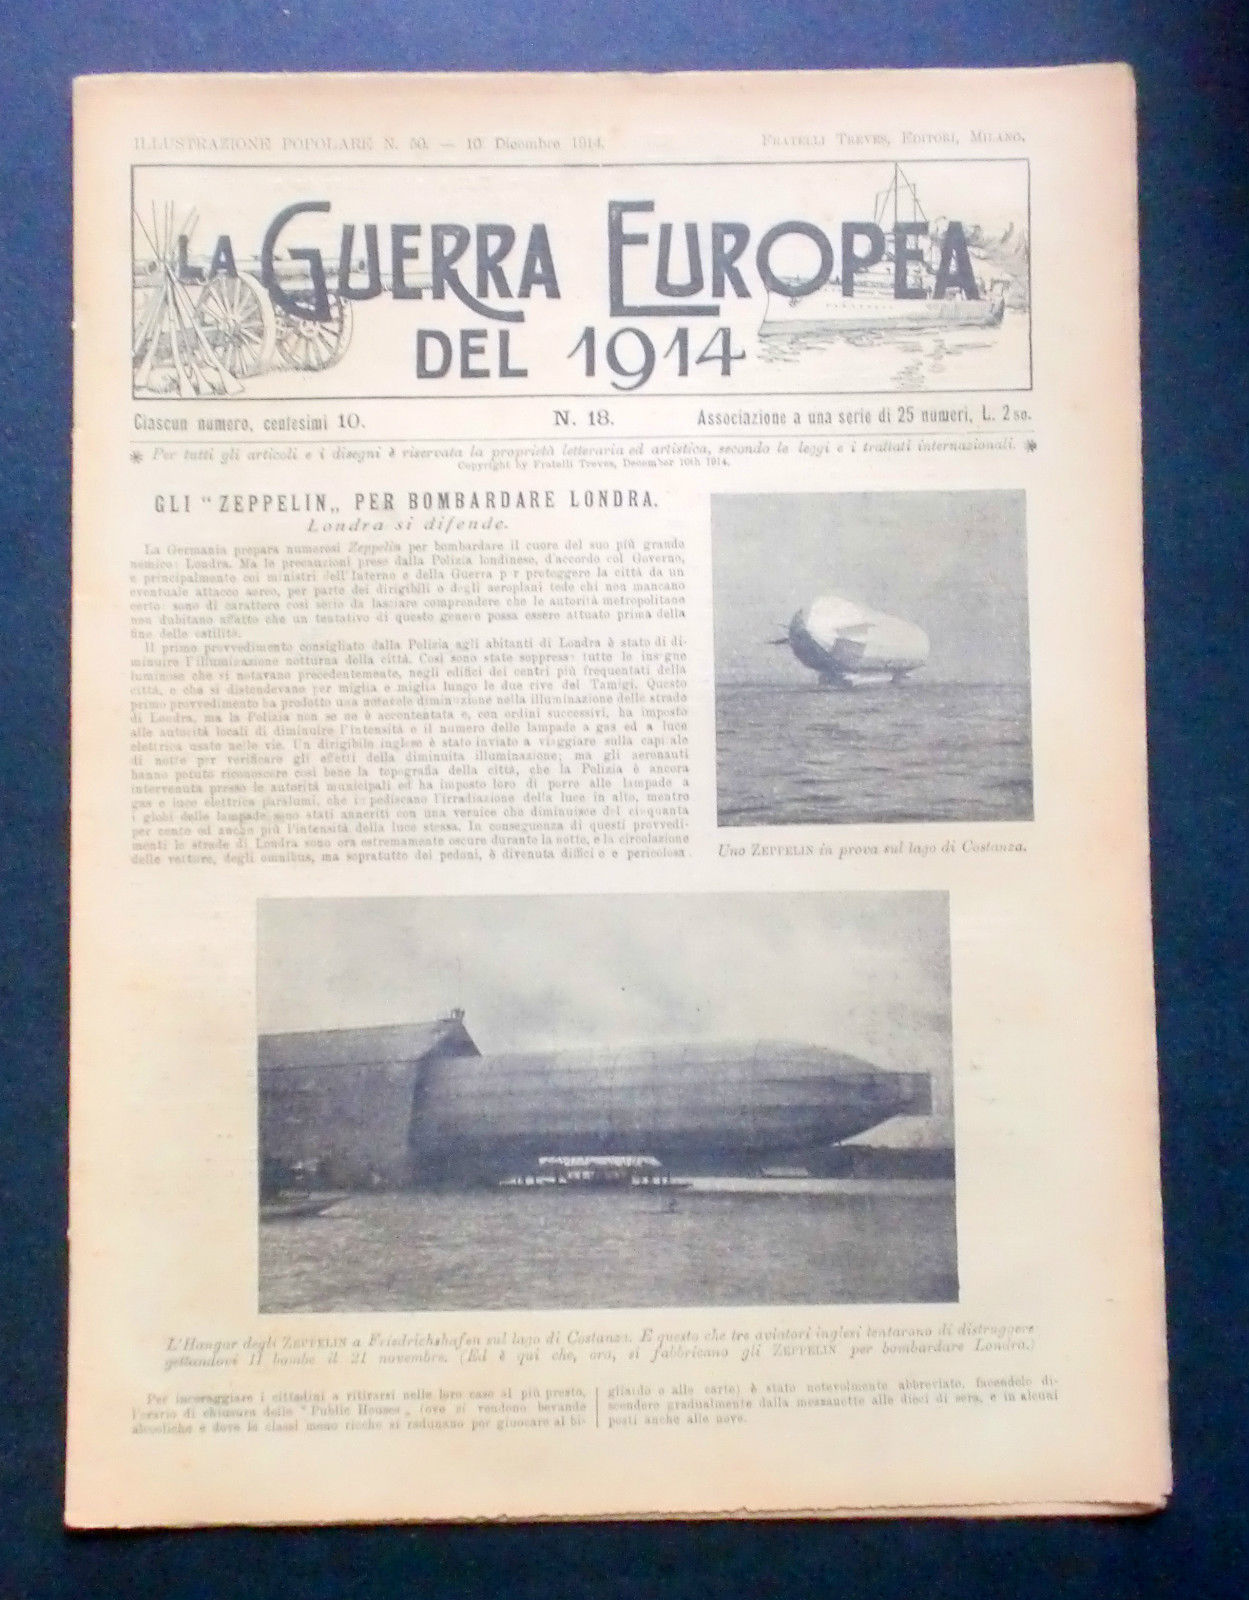 ILLUSTRAZIONE POPOLARE N. 50. — 10 Dicembre 1914.
FRATELLI TREVES, EDITORI, MILANO.
LA GUERRA EUROPEA
DEL 1914
Ciascun numero, centesimi 10.
N. 18.
Associazione a una serie di 25 numeri, L. 2 50.
* Per tutti gli articoli e i disegni è riservata la proprietà letteraria ed artistica, secondo le leggi e i trattati internazionali. *
Copyright by Fratelli Treves, December 10th 1914.
GLI "ZEPPELIN„ PER BOMBARDARE LONDRA.
Londra si difende.
La Germania prepara numerosi Zeppelin per bombardare il cuore del suo più grande
nemico: Londra. Ma le precauzioni prese dalla Polizia londinese, d'accordo col Governo,
e principalmente coi ministri dell'Interno e della Guerra p r proteggere la città da un
eventuale attacco aereo, per parte dei dirigibili o degli aeroplani tede chi non mancano
certo: sono di carattere così serio da lasciare comprendere che le autorità metropolitane
non dubitano affatto che un tentativo di questo genere possa essere attuato prima della
fine delle ostilità.
Il primo provvedimento consigliato dalla Polizia agli abitanti di Londra è stato di di-
minuire l'illuminazione notturna della città. Così sono state soppress tutte le insegne
luminose che si notavano precedentemente, negli edifici dei centri più frequentati della
città, e che si distendevano per miglia e miglia lungo le due rive del Tamigi. Questo
primo provvedimento ha prodotto una notevole diminuzione nella illuminazione delle strade
di Londra, ma la Polizia non se ne è accontentata e, con ordini successivi, ha imposto
alle autorità locali di diminuire l'intensità e il numero delle lampade a gas ed a luce
elettrica usate nelle vie. Un dirigibile inglese è stato inviato a viaggiare sulla capi ale
di notte per verificare gli effetti della diminuita illuminazione; ma gli aeronauti
hanno potuto riconoscere così bene la topografia della città, che la Polizia è ancora
intervenuta presso le autorità municipali ed ha imposto loro di porre alle lampade a
gas e luce elettrica paralumi, che i pediscano l'irradiazione della luce in alto, mentre
i globi delle lampade sono stati anneriti con una vernice che diminuisce del cinquanta
per cento ed anche più l'intensità della luce stessa. In conseguenza di questi provvedi-
menti le strade di Londra sono ora estremamente oscure durante la notte, e la circolazione
delle vetture, degli omnibus, ma sopratutto dei pedoni, è divenuta diffici e e pericolosa.
Uno ZEPPELIN in prova sul lago di Costanza.
L'Hangar degli ZEPPELIN a Friedrichshafen sul lago di Costanza. È questo che tre aviatori inglesi tentarono di distruggere
gettandovi 11 bombe il 21 novembre. (Ed è qui che, ora, si fabbricano gli ZEPPELIN per bombardare Londra.)
Per incoraggiare i cittadini a ritirarsi nelle loro case al più presto,
l'orario di chiusura delle "Public Houses„ (ove si vendono bevande
alcooliche e dove le classi meno ricche si radunano per giuocare al bi-
gliardo o alle carte) è stato notevolmente abbreviato, facendolo di-
scendere gradualmente dalla mezzanotte alle dieci di sera, e in alcuni
posti anche alle nove.